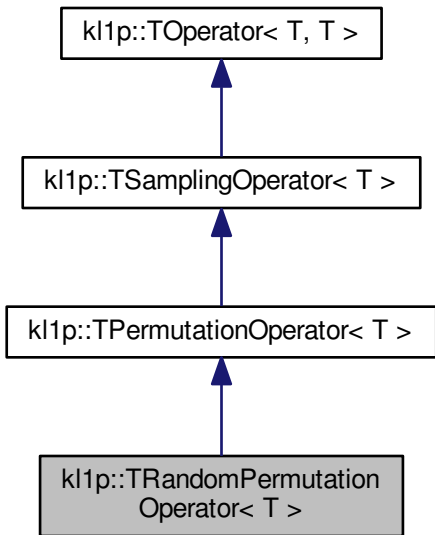 kl1p::TOperator< T, T >
kl1p::TSamplingOperator< T >
kl1p::TPermutationOperator< T >
kl1p::TRandomPermutation
Operator< T >